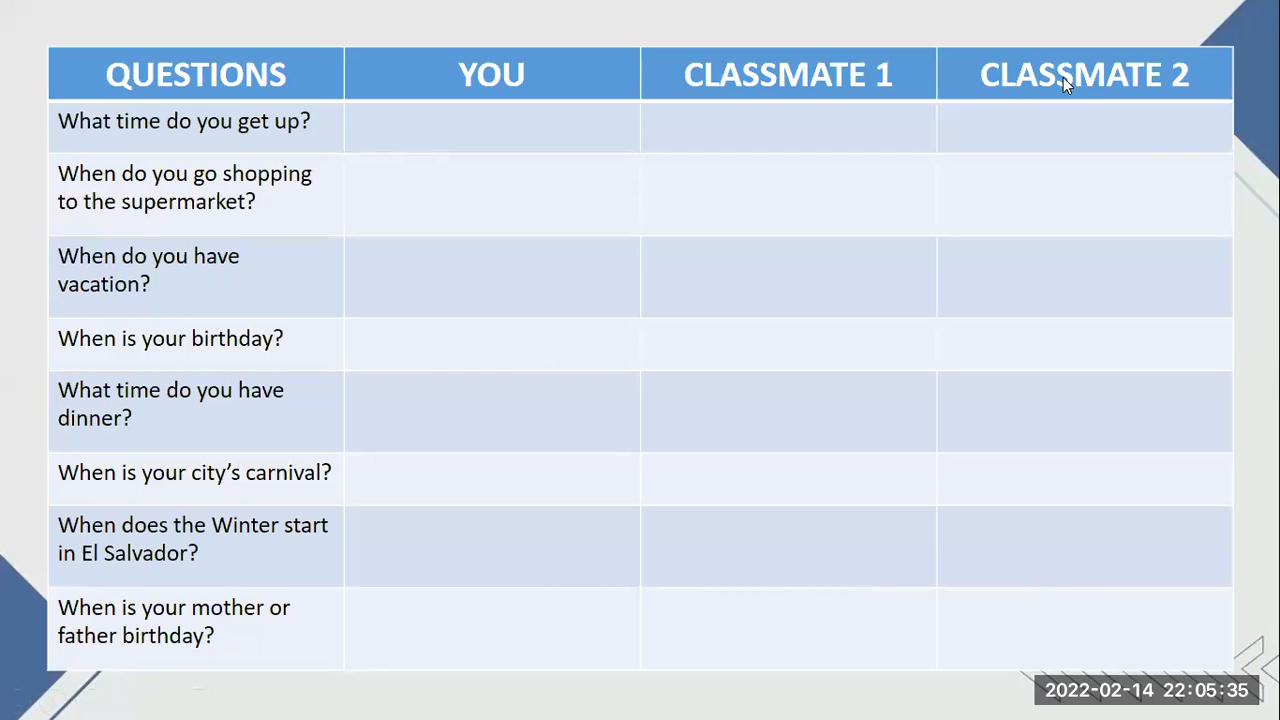 QUESTIONS YOU CLASSMATE 1 CLASSMATE 2
What time do you get up?
When do you go shopping
to the supermarket?
When do you have
vacation?
When is your birthday?
What time do you have
dinner?
When is your city’s carnival?
When does the Winter start
in El Salvador?
When is your mother or
father birthday?
2022-02-14 22:05:35